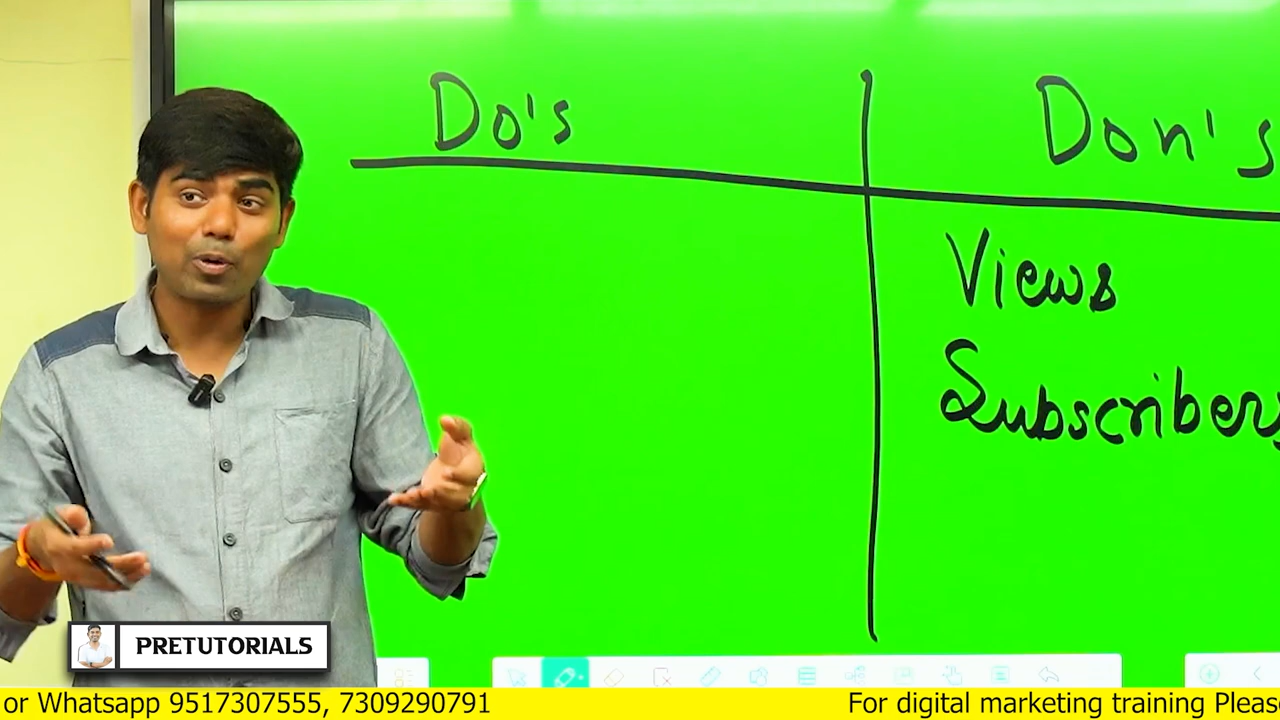 Do's
Don's
Views
Subscribers
PRETUTORIALS
or Whatsapp 9517307555, 7309290791
For digital marketing training Pleas